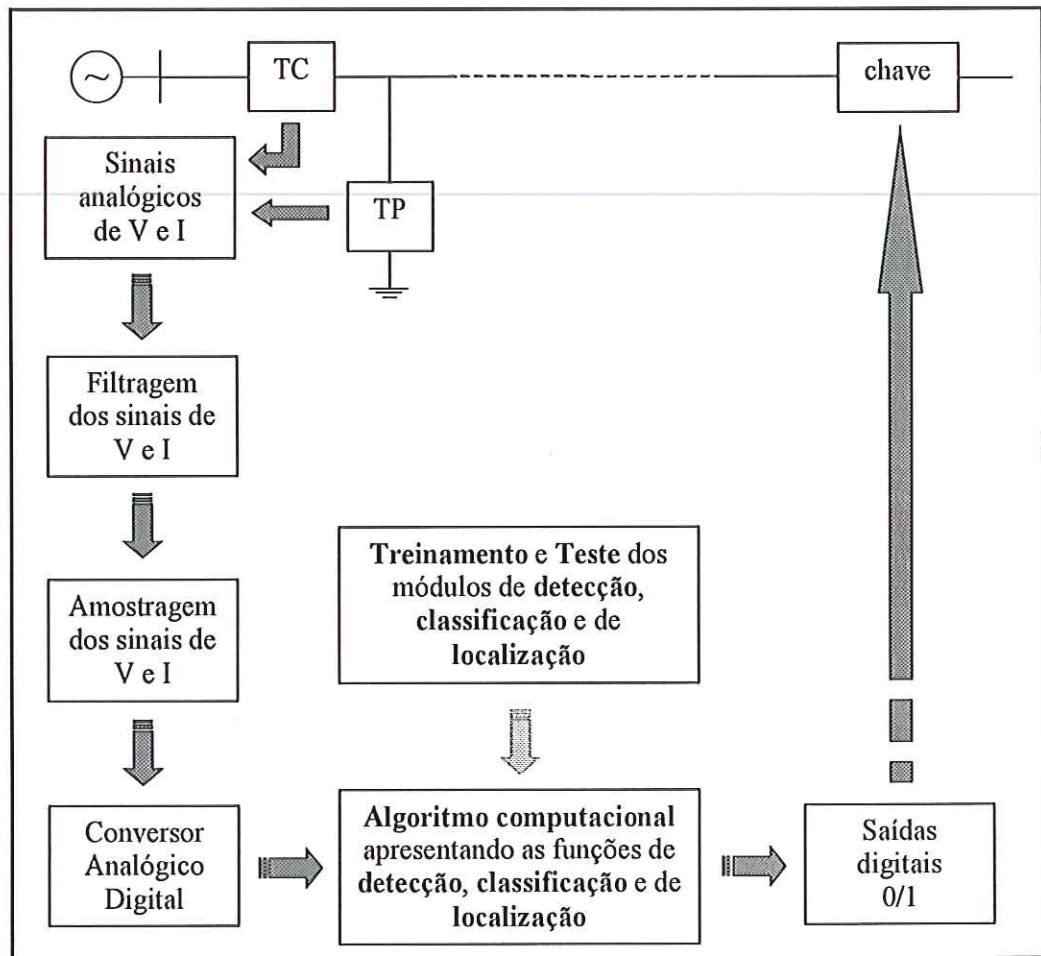 TC
chave
Sinais
analógicos
de V e I
TP
Filtragem
dos sinais de
V e I
Treinamento e Teste dos
módulos de detecção,
classificação e de
localização
Amostragem
dos sinais de
V e I
Conversor
Analógico
Digital
Algoritmo computacional
apresentando as funções de
detecção, classificação e de
localização
Saídas
digitais
0/1